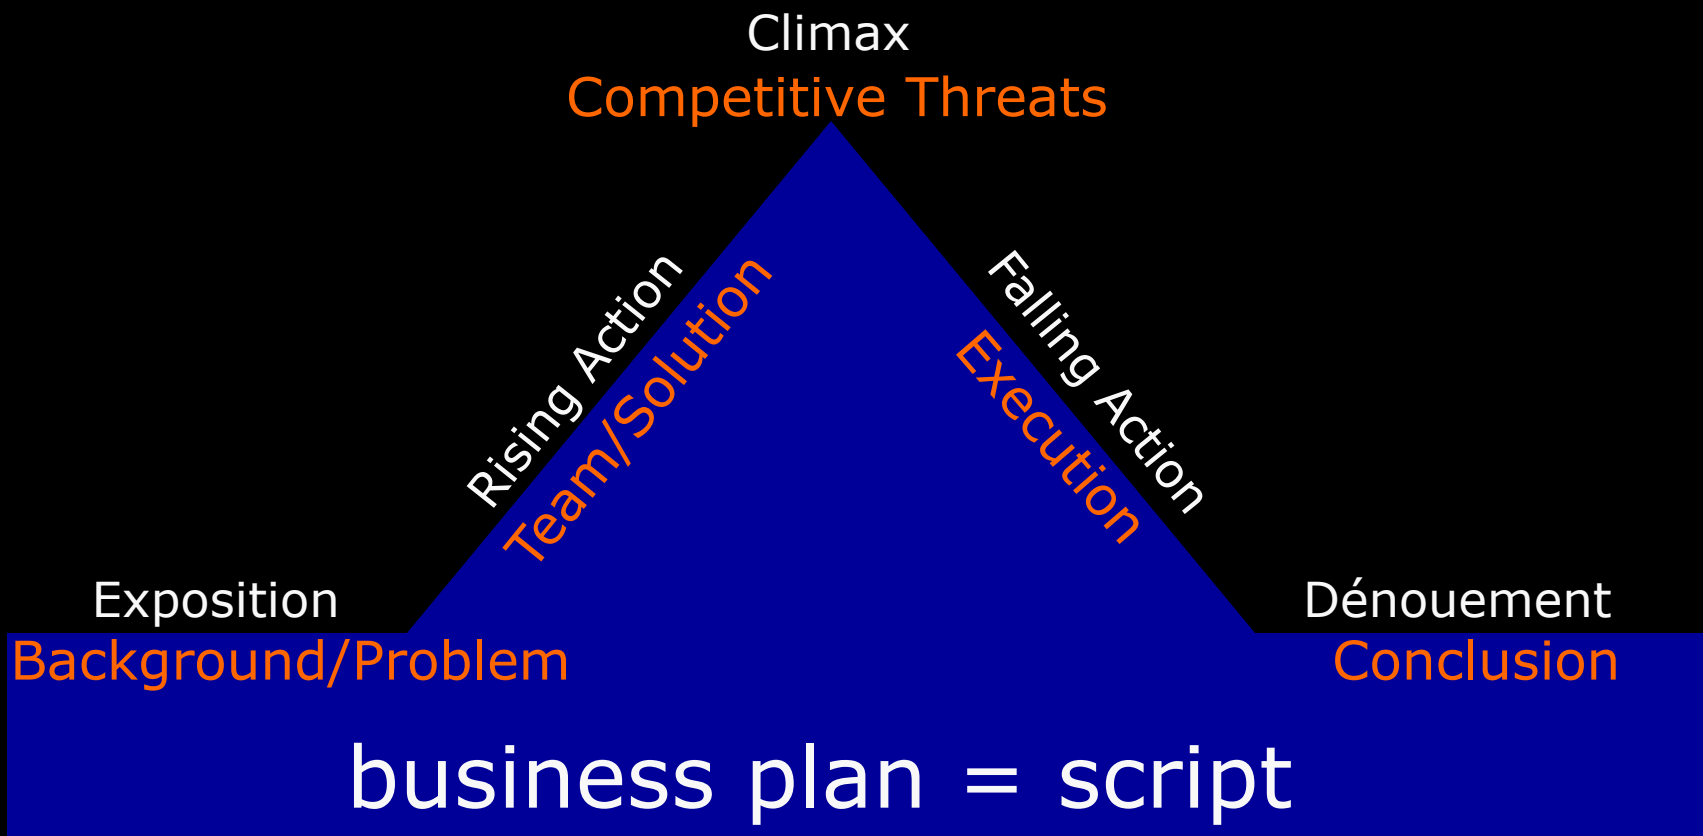 Climax
Competitive Threats
Rising Action
Team/Solution
Falling Action
Execution
Exposition
Background/Problem
Dénouement
Conclusion
business plan = script